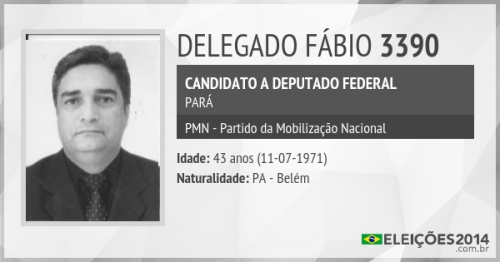 DELEGADO FÁBIO 3390
CANDIDATO A DEPUTADO FEDERAL
PARÁ
PMN - Partido da Mobilização Nacional
Idade: 43 anos (11-07-1971)
Naturalidade: PA - Belém
ELEIÇÕES2014
.com.br